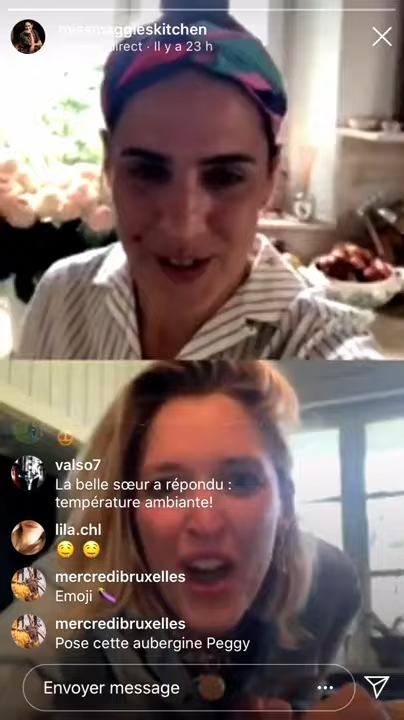 missmaggieskitchen
direct · Il y a 23 h
😍
valso7
La belle sœur a répondu :
température ambiante!
lila.chl
🤤 🤤
mercredibruxelles
Emoji 🍆
mercredibruxelles
Pose cette aubergine Peggy
Envoyer message